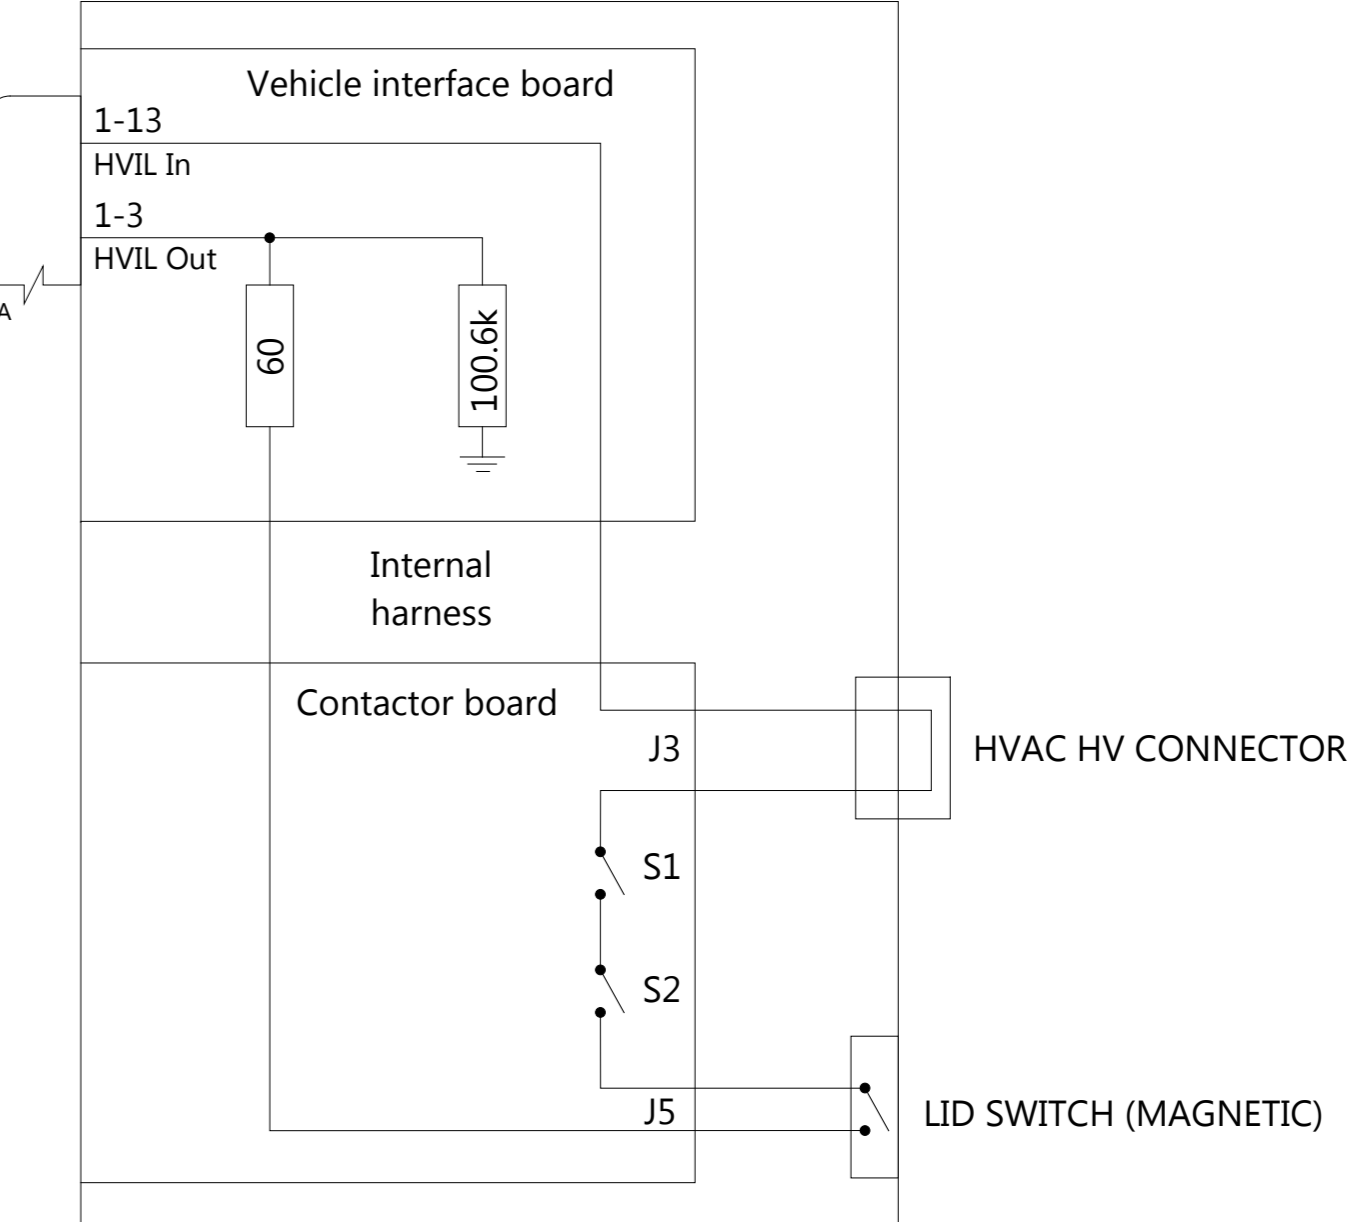 Vehicle interface board
1-13
HVIL In
1-3
HVIL Out
A
60
100.6k
Internal
harness
Contactor board
J3
HVAC HV CONNECTOR
S1
S2
J5
LID SWITCH (MAGNETIC)